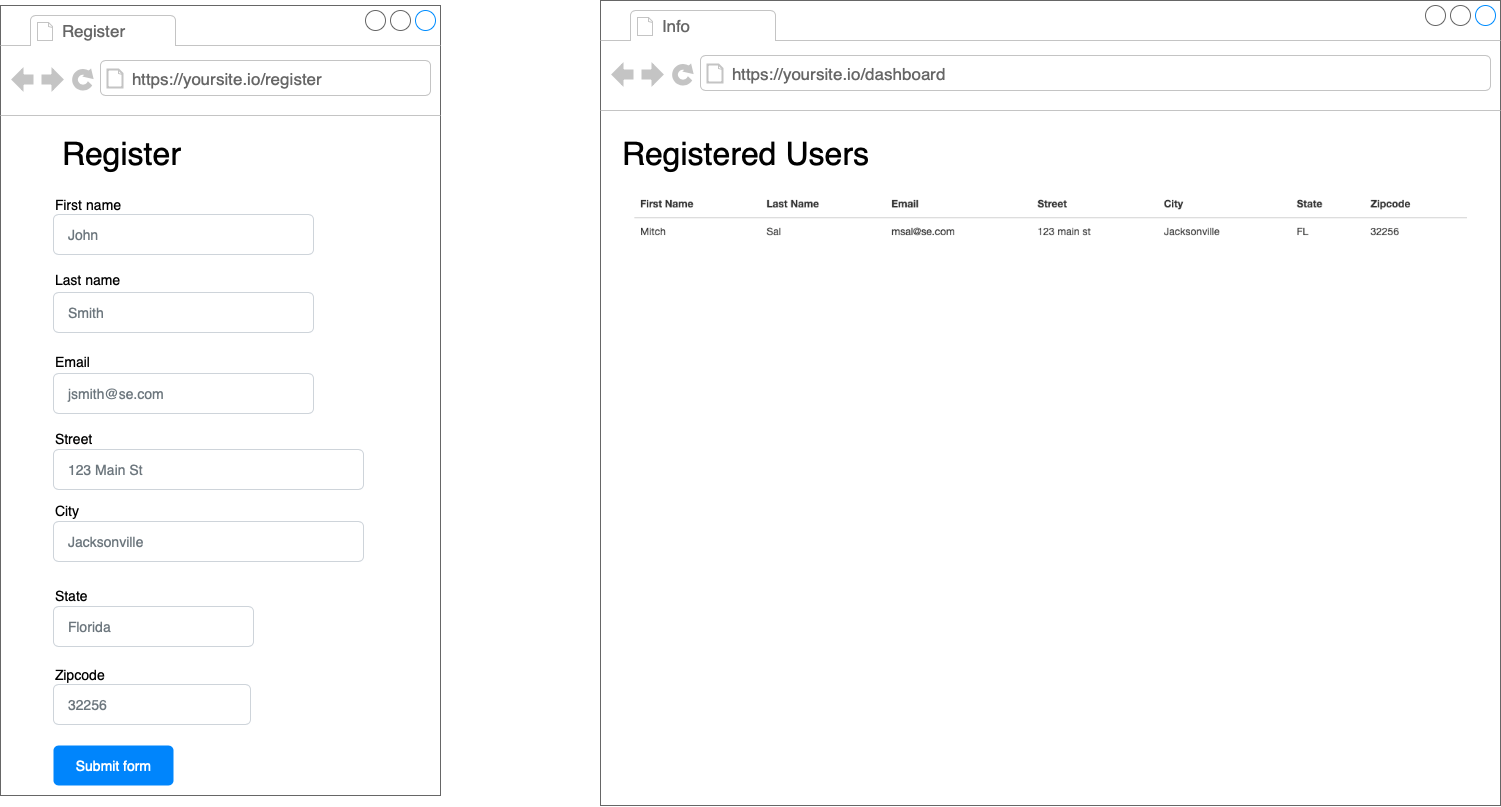 Register
https://yoursite.io/register
Register
First name
John
Last name
Smith
Email
jsmith@se.com
Street
123 Main St
City
Jacksonville
State
Florida
Zipcode
32256
Submit form
Info
https://yoursite.io/dashboard
Registered Users
First Name Last Name Email Street City State Zipcode
Mitch Sal msal@se.com 123 main st Jacksonville FL 32256